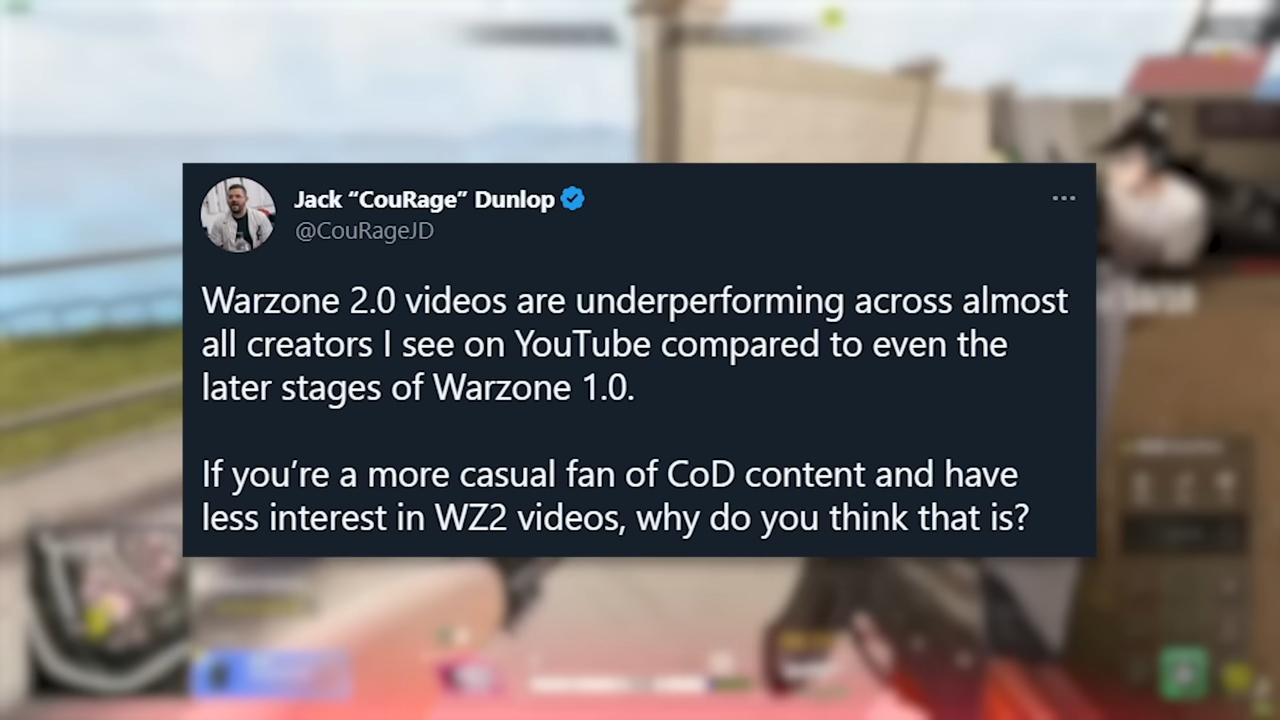 Jack “CouRage” Dunlop
@CouRageJD
Warzone 2.0 videos are underperforming across almost
all creators I see on YouTube compared to even the
later stages of Warzone 1.0.
If you’re a more casual fan of CoD content and have
less interest in WZ2 videos, why do you think that is?